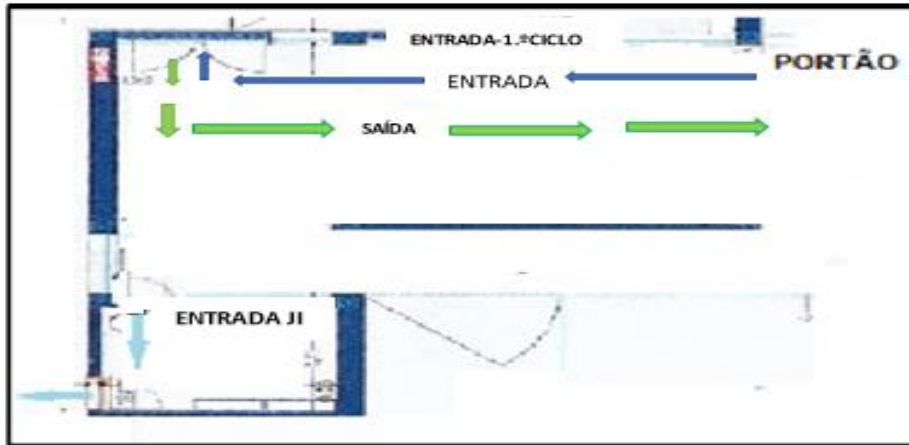 ENTRADA-1.ºCICLO
PORTÃO
ENTRADA
SAÍDA
ENTRADA JI